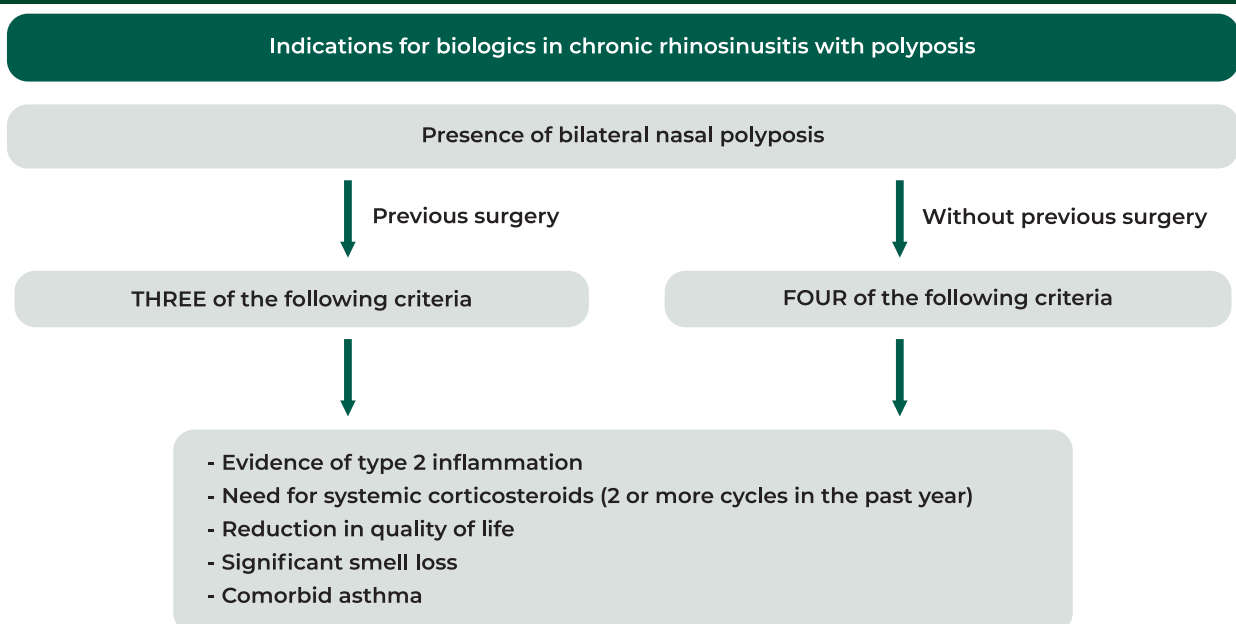 Indications for biologics in chronic rhinosinusitis with polyposis
Presence of bilateral nasal polyposis
Previous surgery
Without previous surgery
THREE of the following criteria
FOUR of the following criteria
- Evidence of type 2 inflammation
- Need for systemic corticosteroids (2 or more cycles in the past year)
- Reduction in quality of life
- Significant smell loss
- Comorbid asthma